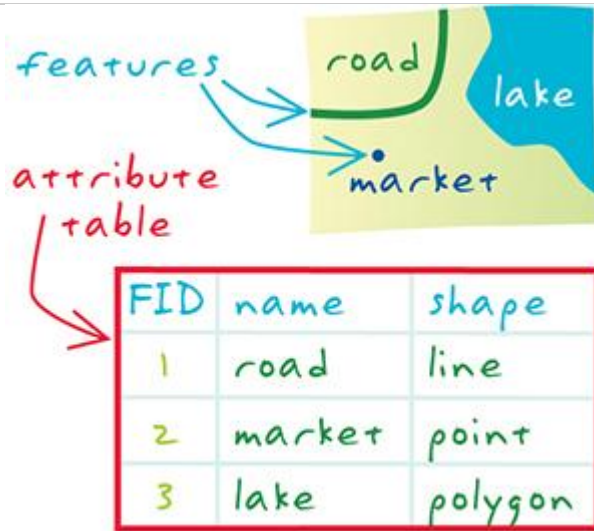 features
road
lake
market
attribute
table
FID name shape
1 road line
2 market point
3 lake polygon